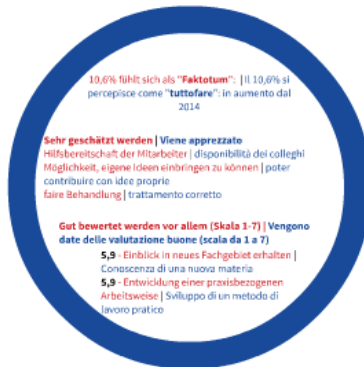 10,6% fühlt sich als "Faktotum": | Il 10,6% si
percepisce come "tuttofare": in aumento dal
2014
Sehr geschätzt werden | Viene apprezzato
Hilfsbereitschaft der Mitarbeiter | disponibilità dei colleghi
Möglichkeit, eigene Ideen einbringen zu können | poter
contribuire con idee proprie
faire Behandlung | trattamento corretto
Gut bewertet werden vor allem (Skala 1-7) | Vengono
date delle valutazione buone (scala da 1 a 7)
5,9 - Einblick in neues Fachgebiet erhalten |
Conoscenza di una nuova materia
5,9 - Entwicklung einer praxisbezogenen
Arbeitsweise | Sviluppo di un metodo di
lavoro pratico